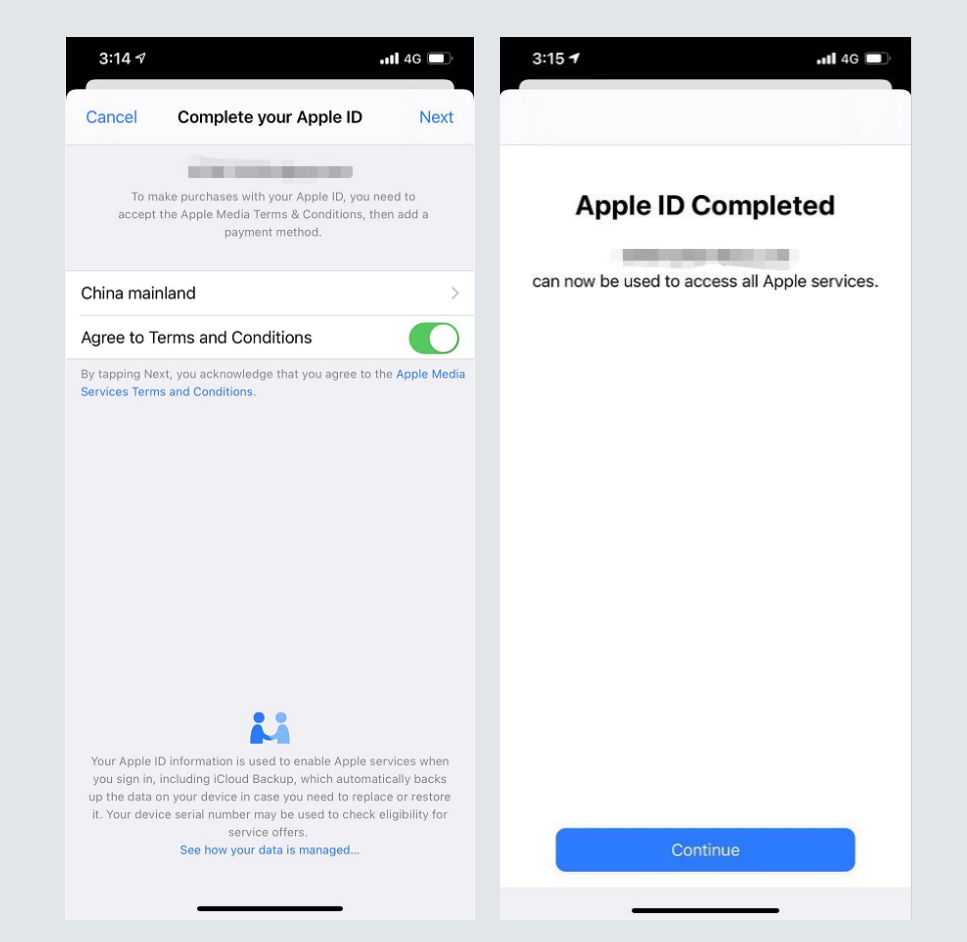 3:14
4G
Cancel
Complete your Apple ID
Next
To make purchases with your Apple ID, you need to
accept the Apple Media Terms & Conditions, then add a
payment method.
China mainland
Agree to Terms and Conditions
By tapping Next, you acknowledge that you agree to the Apple Media
Services Terms and Conditions.
Your Apple ID information is used to enable Apple services when
you sign in, including iCloud Backup, which automatically backs
up the data on your device in case you need to replace or restore
it. Your device serial number may be used to check eligibility for
service offers.
See how your data is managed...
3:15
4G
Apple ID Completed
can now be used to access all Apple services.
Continue